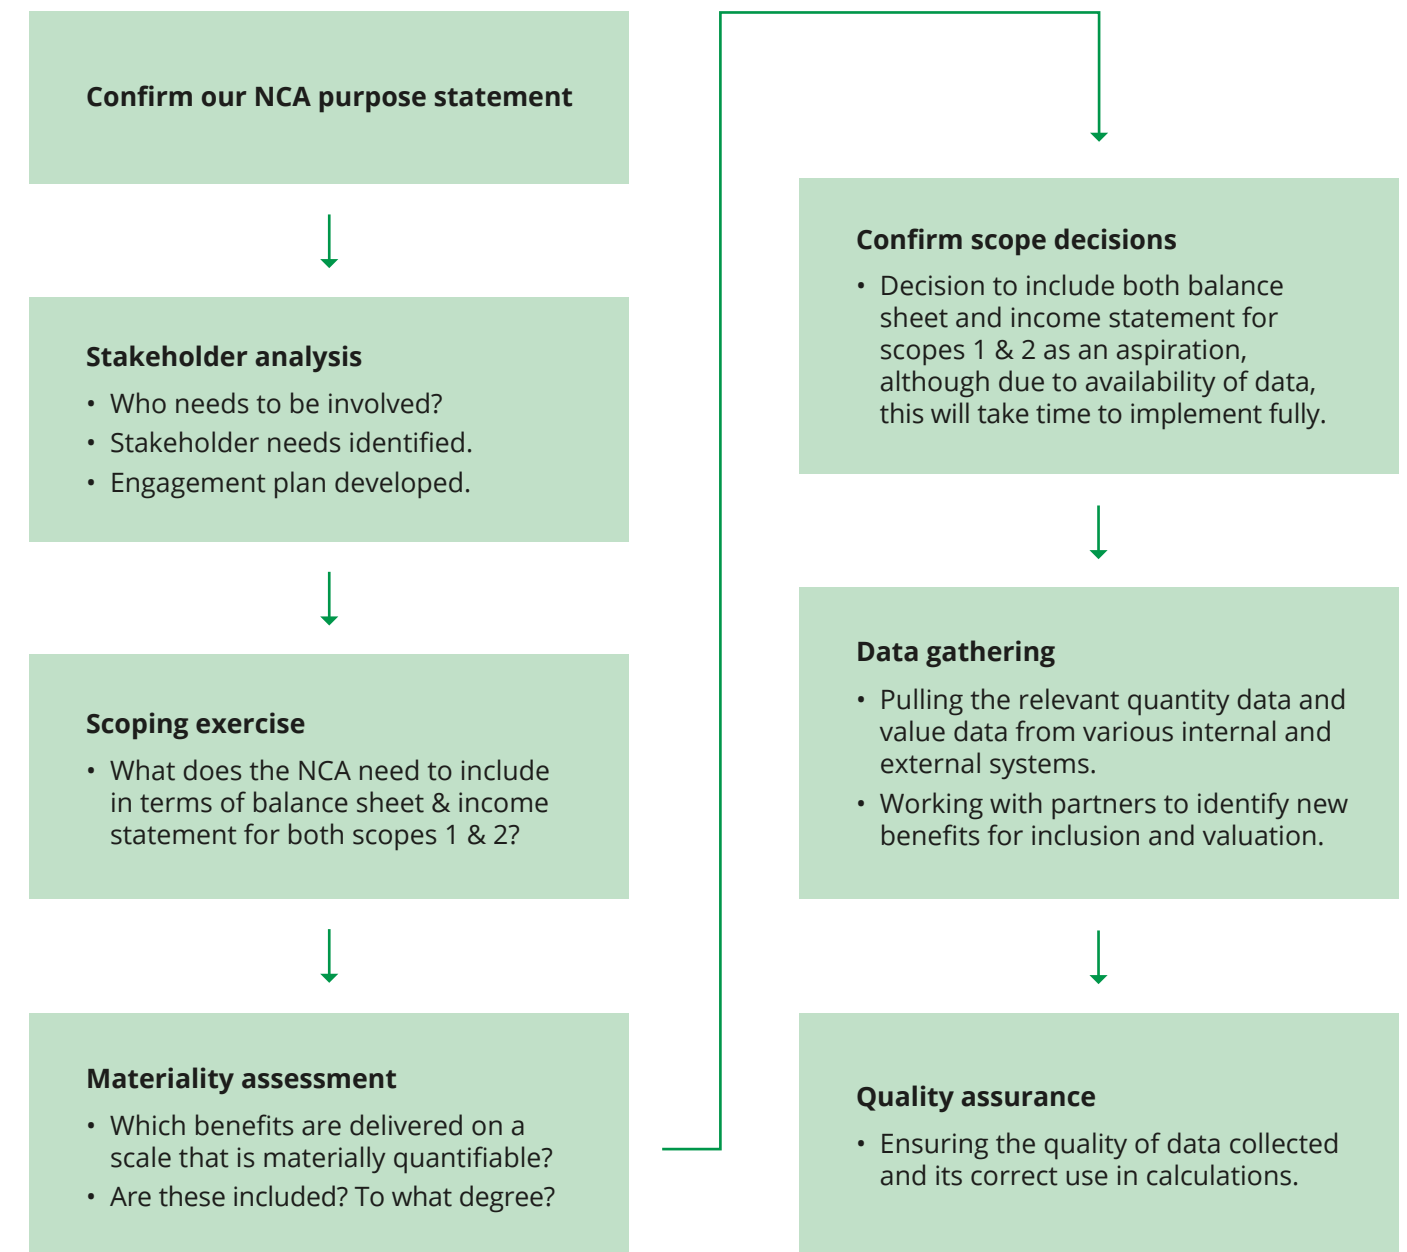 Confirm our NCA purpose statement
Stakeholder analysis
• Who needs to be involved?
• Stakeholder needs identified.
• Engagement plan developed.
Scoping exercise
• What does the NCA need to include
in terms of balance sheet & income
statement for both scopes 1 & 2?
Materiality assessment
• Which benefits are delivered on a
scale that is materially quantifiable?
• Are these included? To what degree?
Confirm scope decisions
• Decision to include both balance
sheet and income statement for
scopes 1 & 2 as an aspiration,
although due to availability of data,
this will take time to implement fully.
Data gathering
• Pulling the relevant quantity data and
value data from various internal and
external systems.
• Working with partners to identify new
benefits for inclusion and valuation.
Quality assurance
• Ensuring the quality of data collected
and its correct use in calculations.